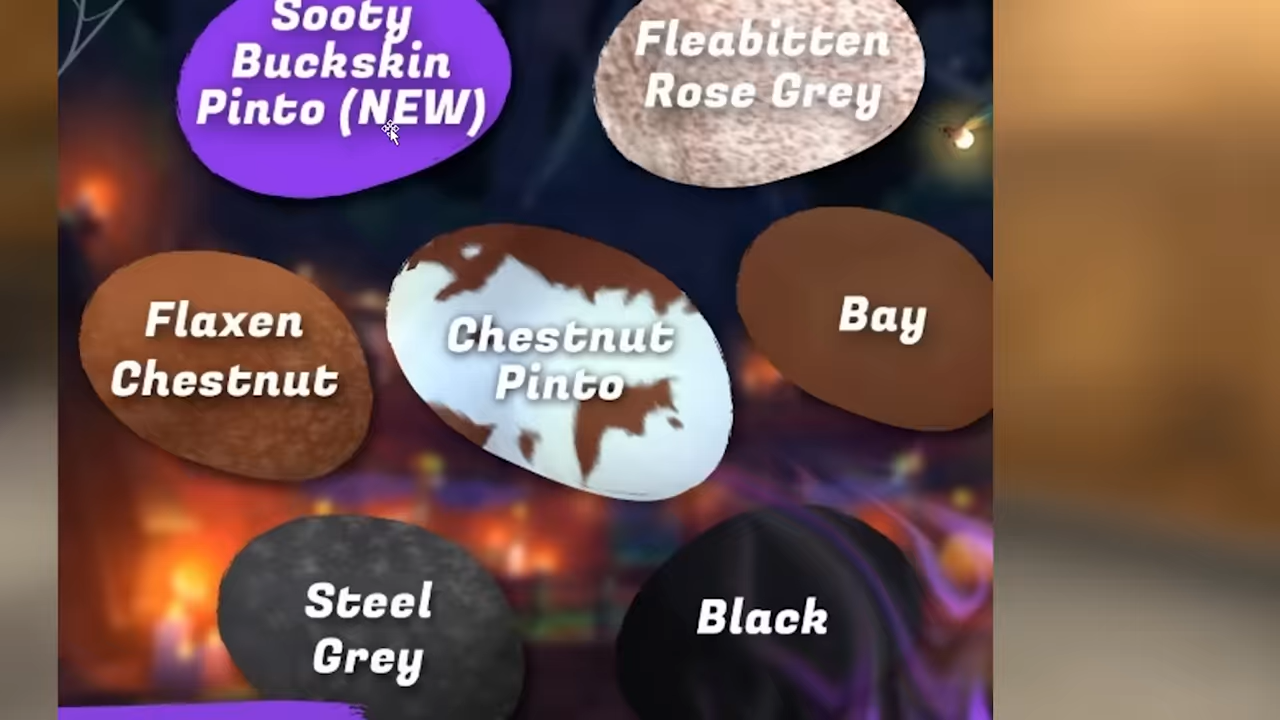 Sooty
Buckskin
Pinto (NEW)
Fleabitten
Rose Grey
Flaxen
Chestnut
Chestnut
Pinto
Bay
Steel
Grey
Black